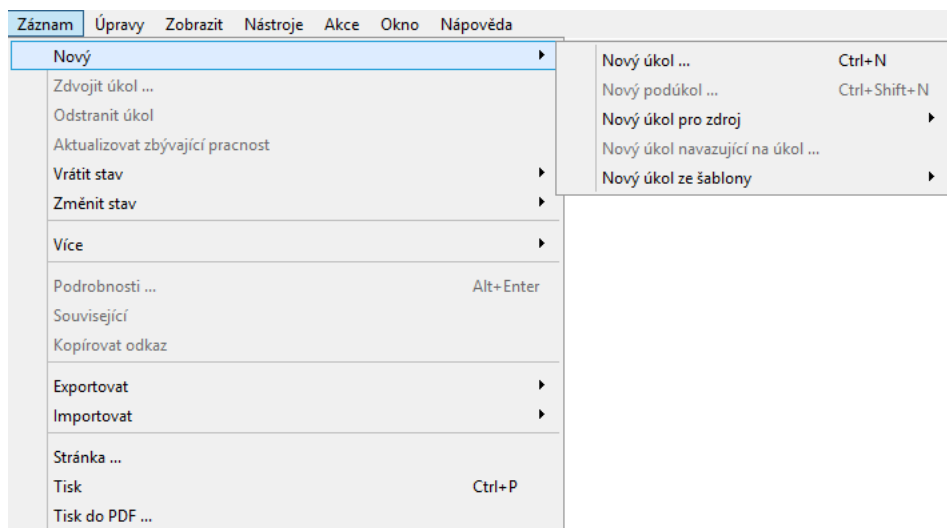 Záznam Úpravy Zobrazit Nástroje Akce Okno Nápověda
Nový
Zdvojit úkol ...
Odstranit úkol
Aktualizovat zbývající pracnost
Vrátit stav
Změnit stav
Více
Podrobnosti ... Alt+Enter
Související
Kopírovat odkaz
Exportovat
Importovat
Stránka ...
Tisk Ctrl+P
Tisk do PDF ...
Nový úkol ... Ctrl+N
Nový podúkol ... Ctrl+Shift+N
Nový úkol pro zdroj
Nový úkol navazující na úkol ...
Nový úkol ze šablony